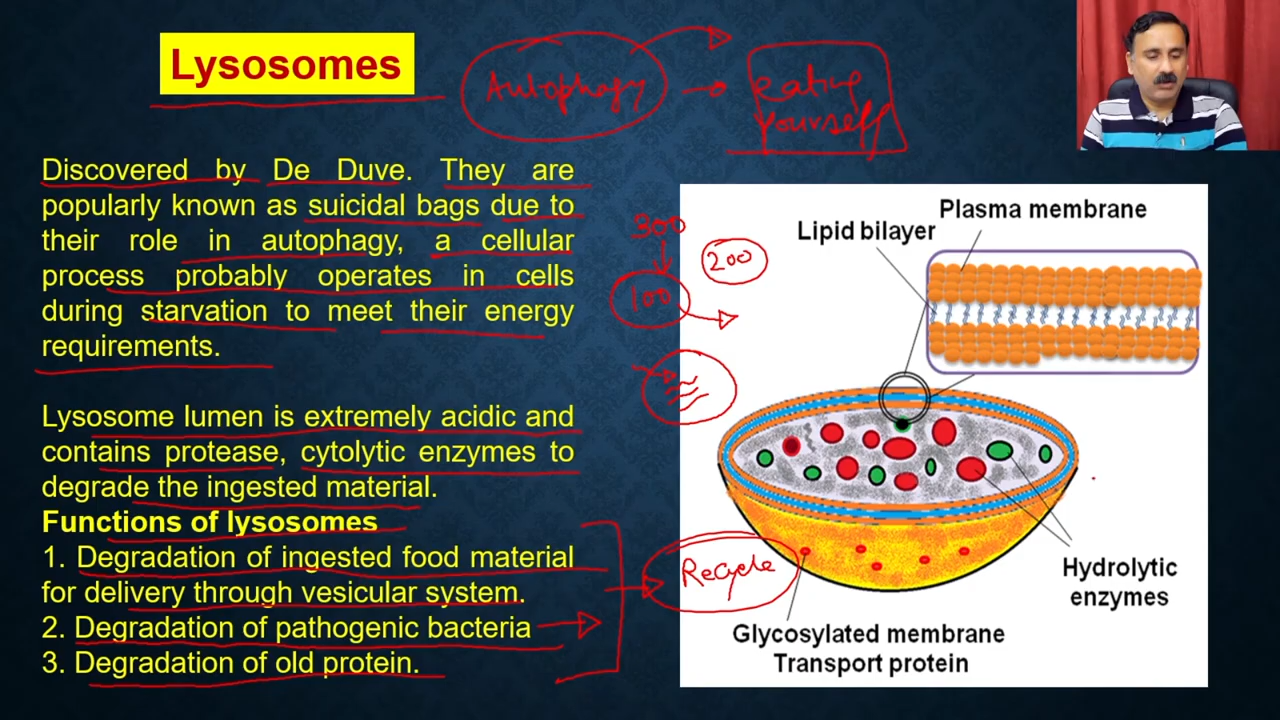 Lysosomes
Autophagy
Eating
yourself
Discovered by De Duve. They are
popularly known as suicidal bags due to
their role in autophagy, a cellular
process probably operates in cells
during starvation to meet their energy
requirements.
Lysosome lumen is extremely acidic and
contains protease, cytolytic enzymes to
degrade the ingested material.
Functions of lysosomes
1. Degradation of ingested food material
for delivery through vesicular system.
2. Degradation of pathogenic bacteria
3. Degradation of old protein.
300
200
100
Recycle
Plasma membrane
Lipid bilayer
Hydrolytic
enzymes
Glycosylated membrane
Transport protein